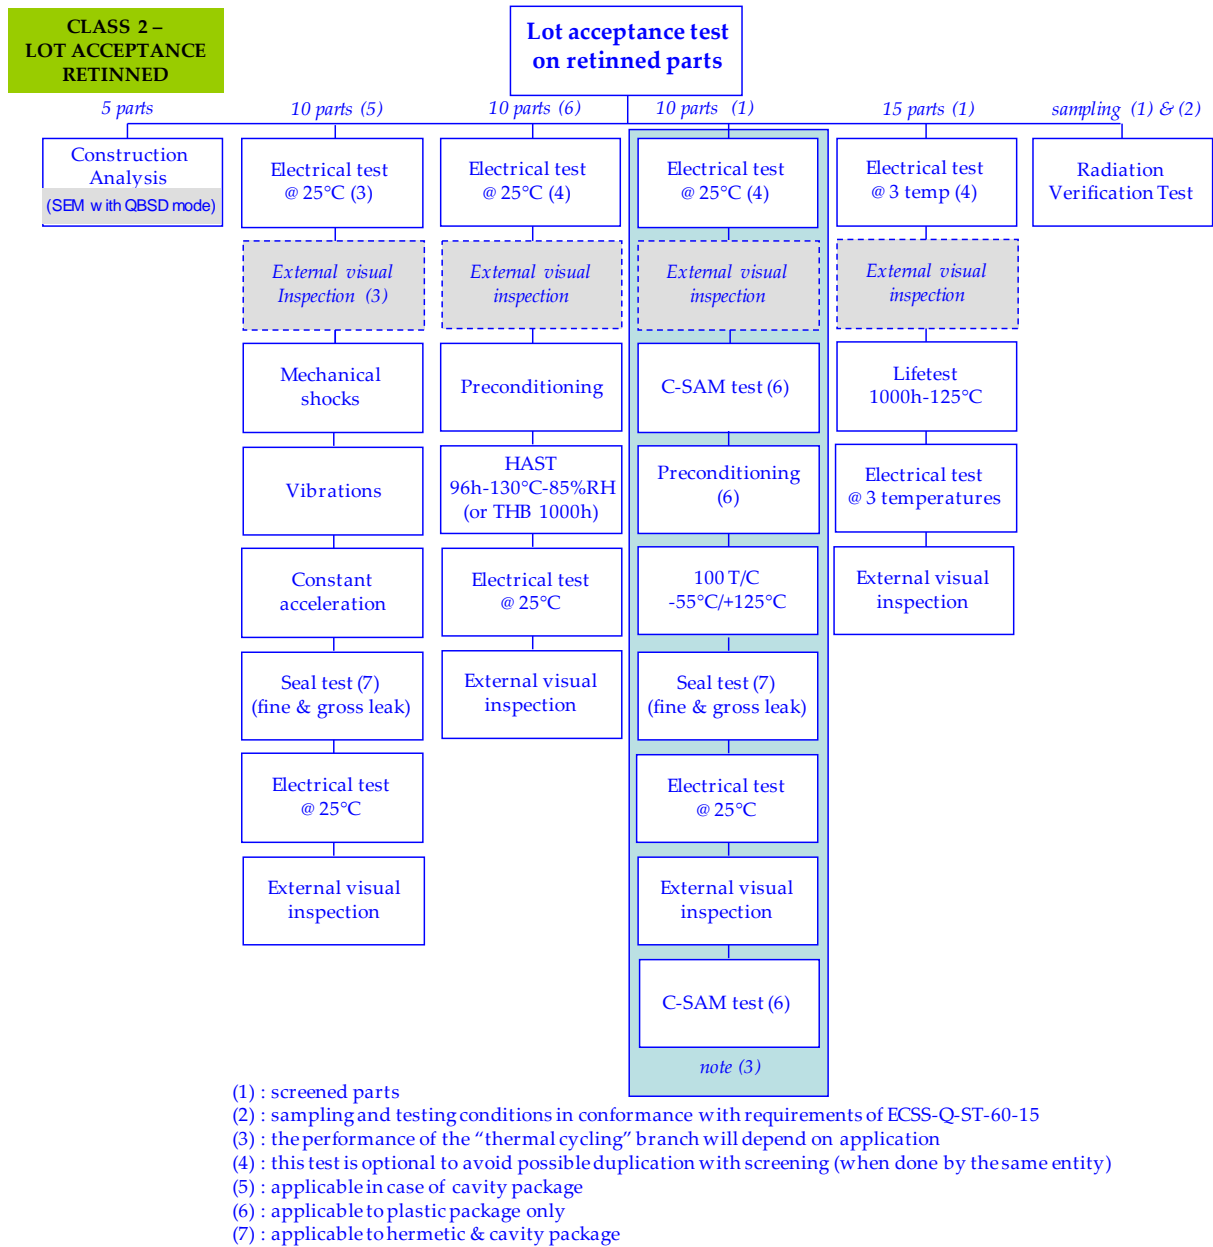 CLASS 2 –
LOT ACCEPTANCE
RETINNED
Lot acceptance test
on retinned parts
5 parts
10 parts (5)
10 parts (6)
10 parts (1)
15 parts (1)
sampling (1) & (2)
Construction
Analysis
(SEM with QBSD mode)
Electrical test
@ 25°C (3)
External visual
Inspection (3)
Mechanical
shocks
Vibrations
Constant
acceleration
Seal test (7)
(fine & gross leak)
Electrical test
@ 25°C
External visual
inspection
Electrical test
@ 25°C (4)
External visual
inspection
Preconditioning
HAST
96h-130°C-85%RH
(or THB 1000h)
Electrical test
@ 25°C
External visual
inspection
Electrical test
@ 25°C (4)
External visual
inspection
C-SAM test (6)
Preconditioning
(6)
100 T/C
-55°C/+125°C
Seal test (7)
(fine & gross leak)
Electrical test
@ 25°C
External visual
inspection
C-SAM test (6)
note (3)
Electrical test
@ 3 temp (4)
External visual
inspection
Lifetest
1000h-125°C
Electrical test
@ 3 temperatures
External visual
inspection
Radiation
Verification Test
(1) : screened parts
(2) : sampling and testing conditions in conformance with requirements of ECSS-Q-ST-60-15
(3) : the performance of the “thermal cycling” branch will depend on application
(4) : this test is optional to avoid possible duplication with screening (when done by the same entity)
(5) : applicable in case of cavity package
(6) : applicable to plastic package only
(7) : applicable to hermetic & cavity package